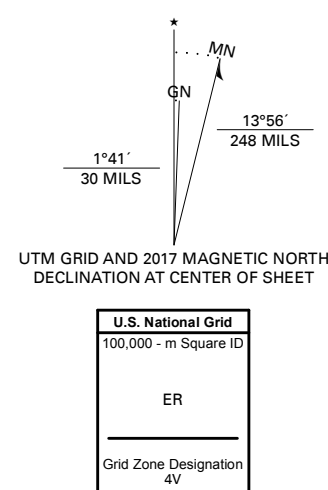 ★
MN
GN
13°56´
248 MILS
1°41´
30 MILS
UTM GRID AND 2017 MAGNETIC NORTH
DECLINATION AT CENTER OF SHEET
U.S. National Grid
100,000 - m Square ID
ER
Grid Zone Designation
4V